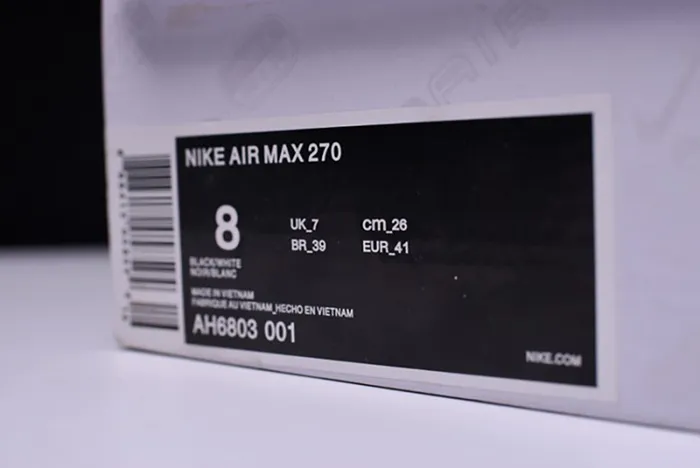 NIKE AIR MAX 270
8
UK_7 cm_26
BR_39 EUR_41
BLACK/WHITE
NOIR/BLANC
MADE IN VIETNAM
FABRIQUE AU VIETNAM_HECHO EN VIETNAM
AH6803 001
NIKE.COM